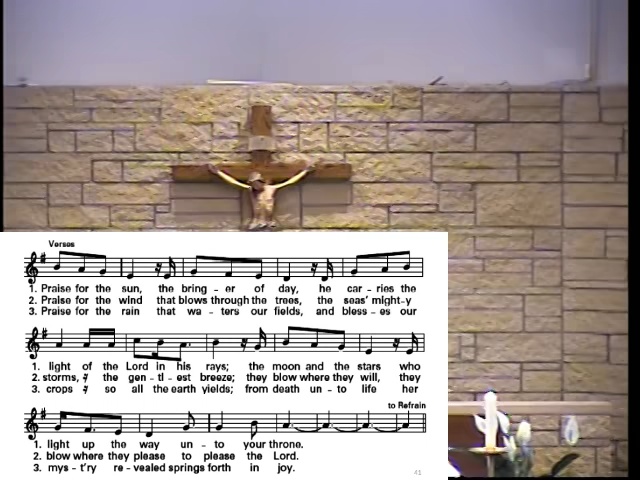 Verses
1. Praise for the sun, the bring - er of day, he car - ries the
2. Praise for the wind that blows through the trees, the seas' might-y
3. Praise for the rain that wa - ters our fields, and bless - es our
1. light of the Lord in his rays; the moon and the stars who
2. storms, the gen - tl - est breeze; they blow where they will, they
3. crops so all the earth yields; from death un - to life her
to Refrain
1. light up the way un - to your throne.
2. blow where they please to please the Lord.
3. mys - t'ry re - vealed springs forth in joy.
41